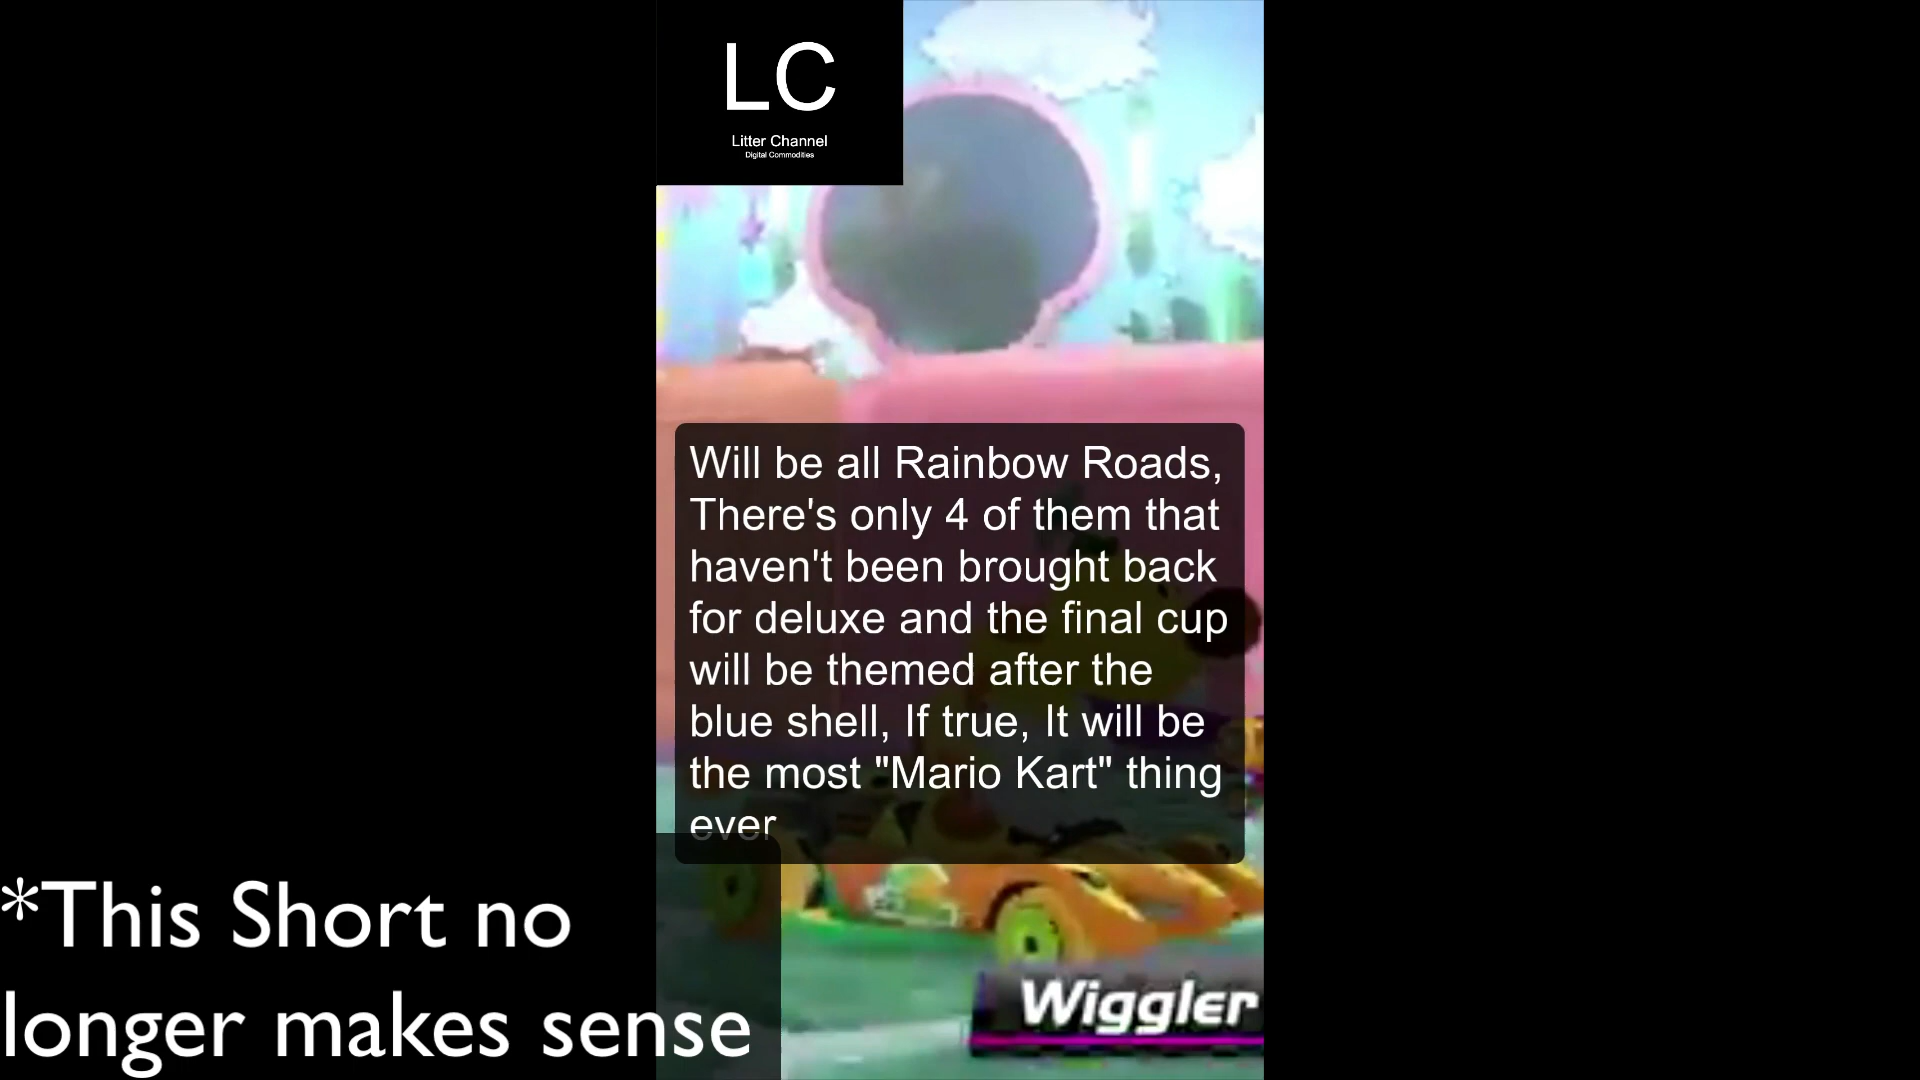 LC
Litter Channel
Digital Commodities
Will be all Rainbow Roads,
There's only 4 of them that
haven't been brought back
for deluxe and the final cup
will be themed after the
blue shell, If true, It will be
the most "Mario Kart" thing
ever
*This Short no
longer makes sense
Wiggler